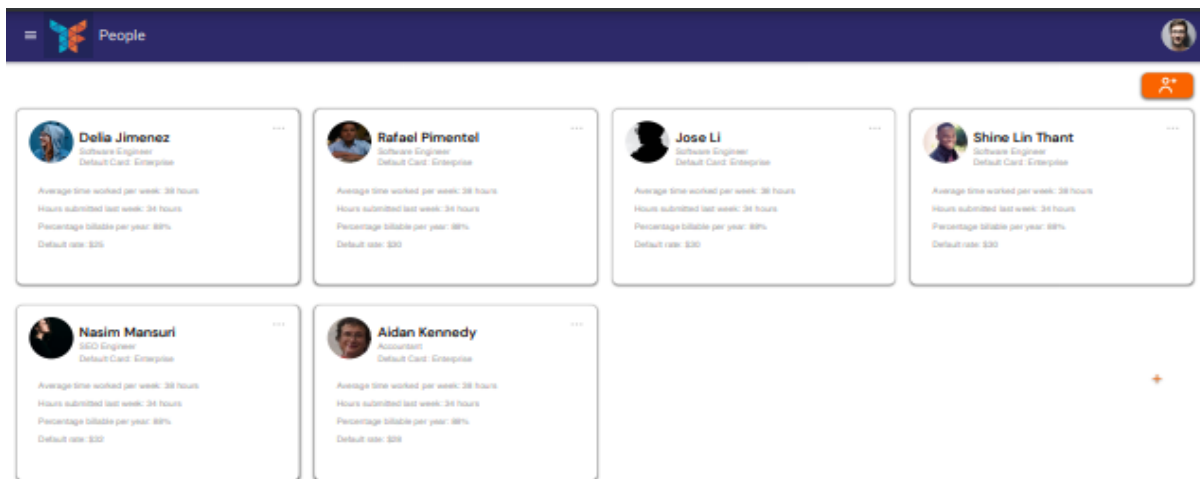 People
Delia Jimenez
Software Engineer
Default Card: Enterprise
Average time worked per week: 38 hours
Hours submitted last week: 34 hours
Percentage billable per year: 88%
Default rate: $25
Rafael Pimentel
Software Engineer
Default Card: Enterprise
Average time worked per week: 38 hours
Hours submitted last week: 34 hours
Percentage billable per year: 88%
Default rate: $30
Jose Li
Software Engineer
Default Card: Enterprise
Average time worked per week: 38 hours
Hours submitted last week: 34 hours
Percentage billable per year: 88%
Default rate: $30
Shine Lin Thant
Software Engineer
Default Card: Enterprise
Average time worked per week: 38 hours
Hours submitted last week: 34 hours
Percentage billable per year: 88%
Default rate: $30
Nasim Mansuri
SEO Engineer
Default Card: Enterprise
Average time worked per week: 38 hours
Hours submitted last week: 34 hours
Percentage billable per year: 88%
Default rate: $32
Aidan Kennedy
Accountant
Default Card: Enterprise
Average time worked per week: 38 hours
Hours submitted last week: 34 hours
Percentage billable per year: 88%
Default rate: $28